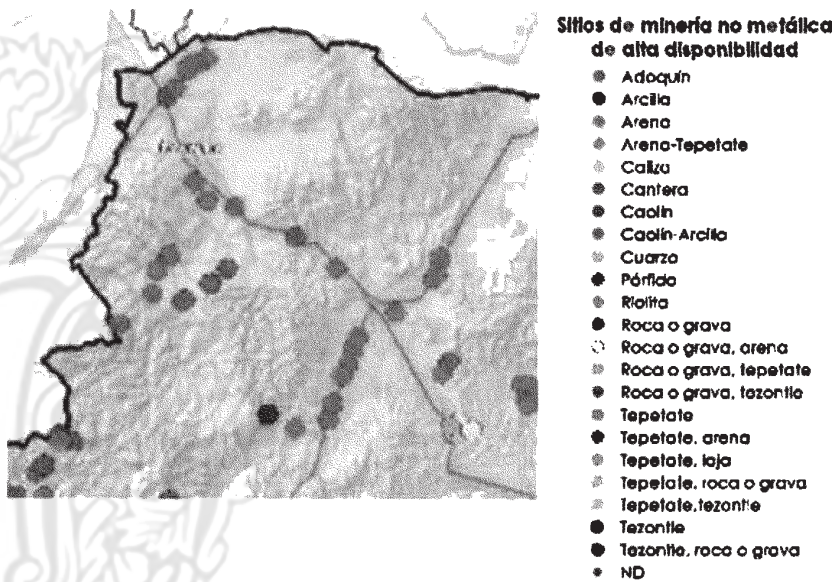 Sitios de minería no metálica
de alta disponibilidad
Adoquín
Arcilla
Arena
Arena-Tepetate
Caliza
Cantera
Caolín
Caolín-Arcilla
Cuarzo
Pórfido
Riolita
Roca o grava
Roca o grava, arena
Roca o grava, tepetate
Roca o grava, tezontle
Tepetate
Tepetate, arena
Tepetate, laja
Tepetate, roca o grava
Tepetate,tezontle
Tezontle
Tezontle, roca o grava
ND